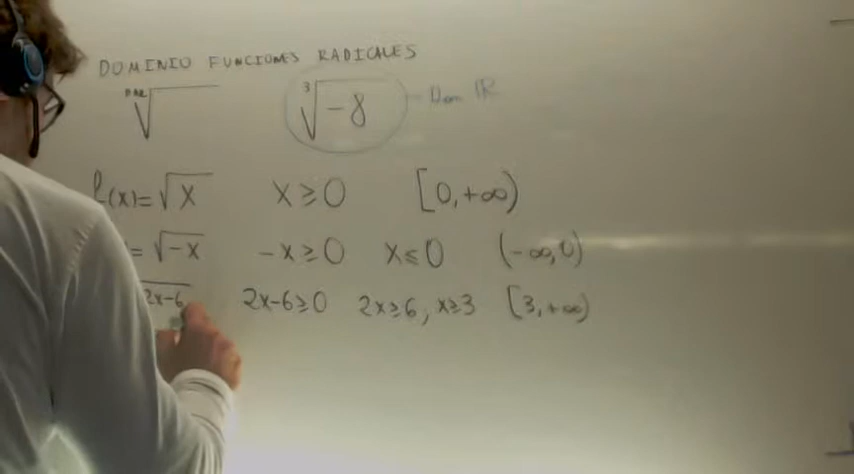 DOMINIO FUNCIONES RADICALES
PAR√ ∛-8 Dom ℝ
f(x)=√x x≥0 [0,+∞)
=√-x -x≥0 x≤0 (-∞,0)
√2x-6 2x-6≥0 2x≥6, x≥3 [3,+∞)